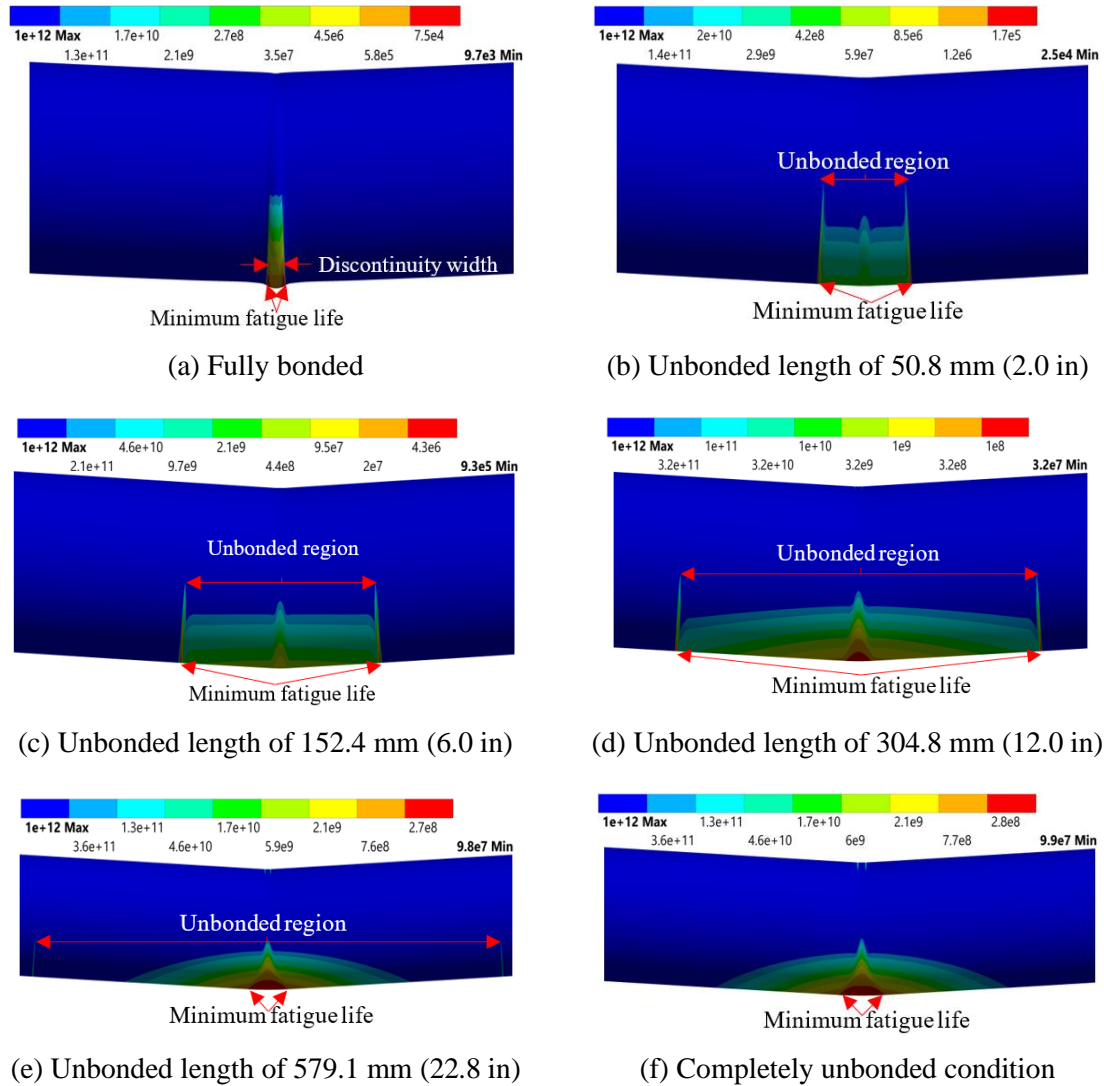 1e+12 Max 1.7e+10 2.7e8 4.5e6 7.5e4
1.3e+11 2.1e9 3.5e7 5.8e5 9.7e3 Min
Discontinuity width
Minimum fatigue life
(a) Fully bonded
1e+12 Max 2e+10 4.2e8 8.5e6 1.7e5
1.4e+11 2.9e9 5.9e7 1.2e6 2.5e4 Min
Unbonded region
Minimum fatigue life
(b) Unbonded length of 50.8 mm (2.0 in)
1e+12 Max 4.6e+10 2.1e9 9.5e7 4.3e6
2.1e+11 9.7e9 4.4e8 2e7 9.3e5 Min
Unbonded region
Minimum fatigue life
(c) Unbonded length of 152.4 mm (6.0 in)
1e+12 Max 1e+11 1e+10 1e9 1e8
3.2e+11 3.2e+10 3.2e9 3.2e8 3.2e7 Min
Unbonded region
Minimum fatigue life
(d) Unbonded length of 304.8 mm (12.0 in)
1e+12 Max 1.3e+11 1.7e+10 2.1e9 2.7e8
3.6e+11 4.6e+10 5.9e9 7.6e8 9.8e7 Min
Unbonded region
Minimum fatigue life
(e) Unbonded length of 579.1 mm (22.8 in)
1e+12 Max 1.3e+11 1.7e+10 2.1e9 2.8e8
3.6e+11 4.6e+10 6e9 7.7e8 9.9e7 Min
Minimum fatigue life
(f) Completely unbonded condition